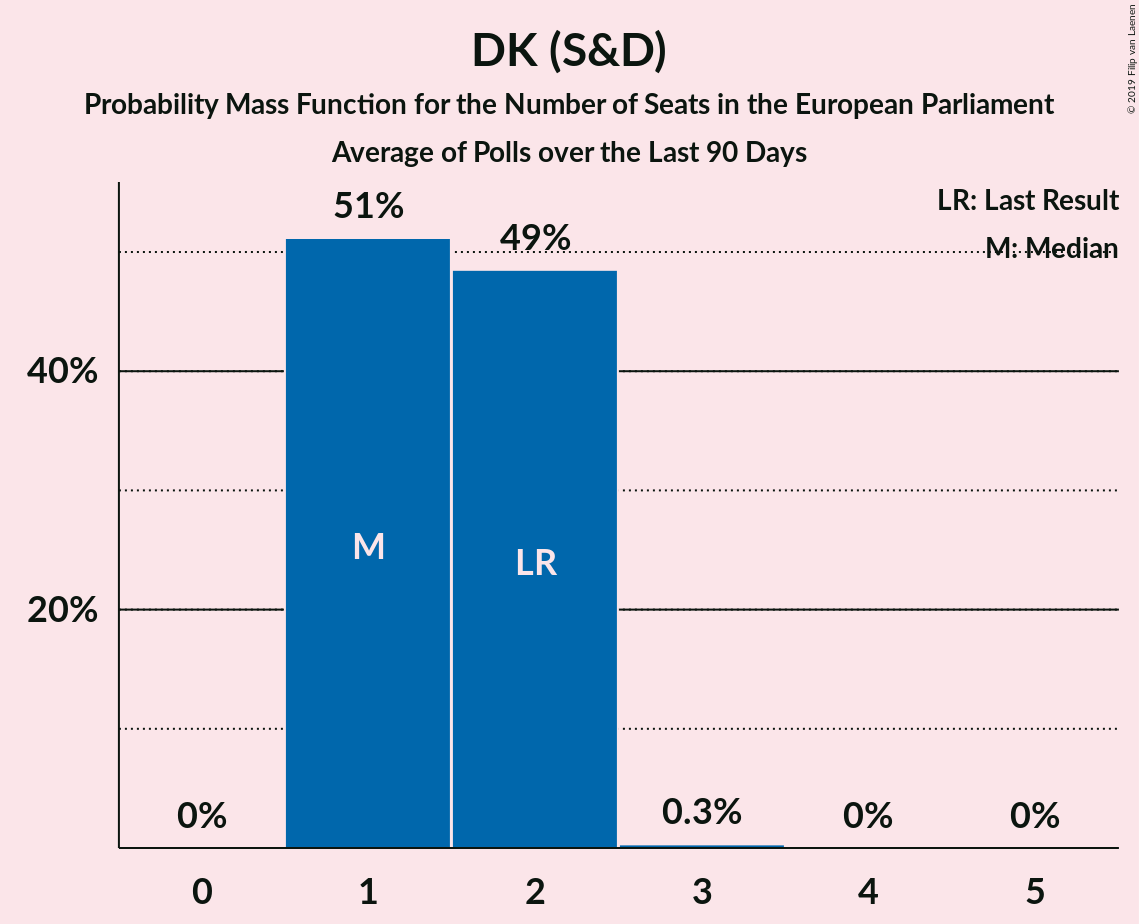 DK (S&D)
Probability Mass Function for the Number of Seats in the European Parliament
Average of Polls over the Last 90 Days
© 2019 Filip van Laenen
LR: Last Result
M: Median
51%
49%
40%
M
LR
20%
0%
0.3%
0%
0%
0
1
2
3
4
5